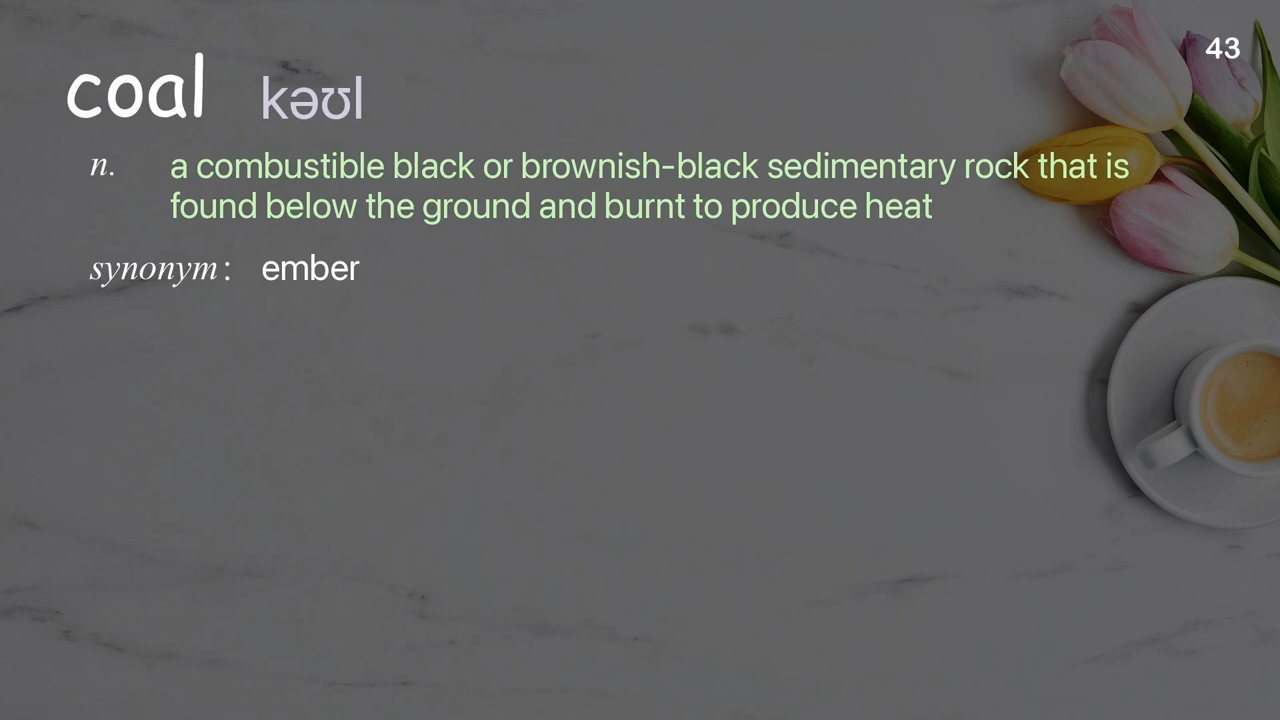 43
coal kəʊl
n. a combustible black or brownish-black sedimentary rock that is
found below the ground and burnt to produce heat
synonym: ember